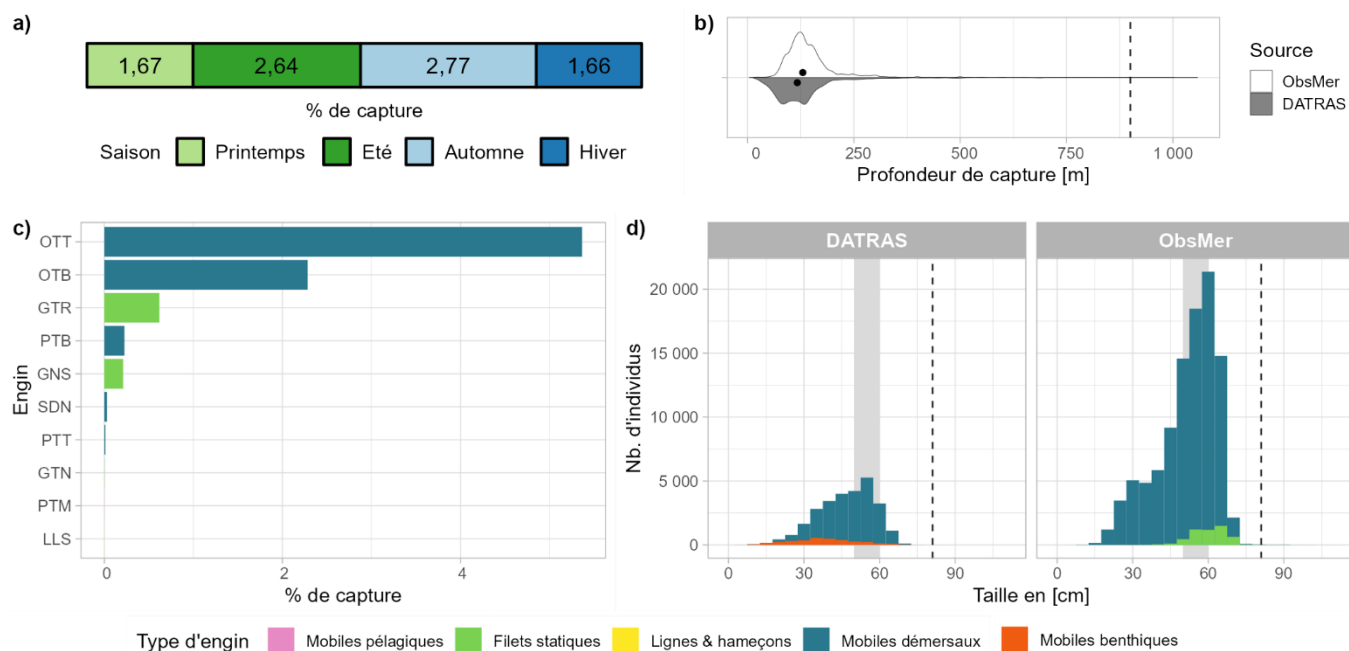 a)
1,67 2,64 2,77 1,66
% de capture
Saison Printemps Eté Automne Hiver
b)
0 250 500 750 1 000
Profondeur de capture [m]
Source
ObsMer
DATRAS
c)
Engin
OTT
OTB
GTR
PTB
GNS
SDN
PTT
GTN
PTM
LLS
0 2 4
% de capture
d)
DATRAS ObsMer
Nb. d'individus
20 000
15 000
10 000
5 000
0
0 30 60 90 0 30 60 90
Taille en [cm]
Type d'engin Mobiles pélagiques Filets statiques Lignes & hameçons Mobiles démersaux Mobiles benthiques